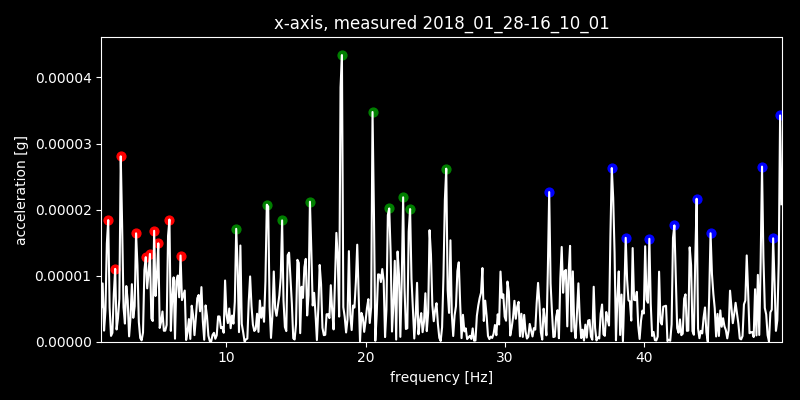 x-axis, measured 2018_01_28-16_10_01
0.00004
0.00003
0.00002
0.00001
0.00000
acceleration [g]
10 20 30 40
frequency [Hz]